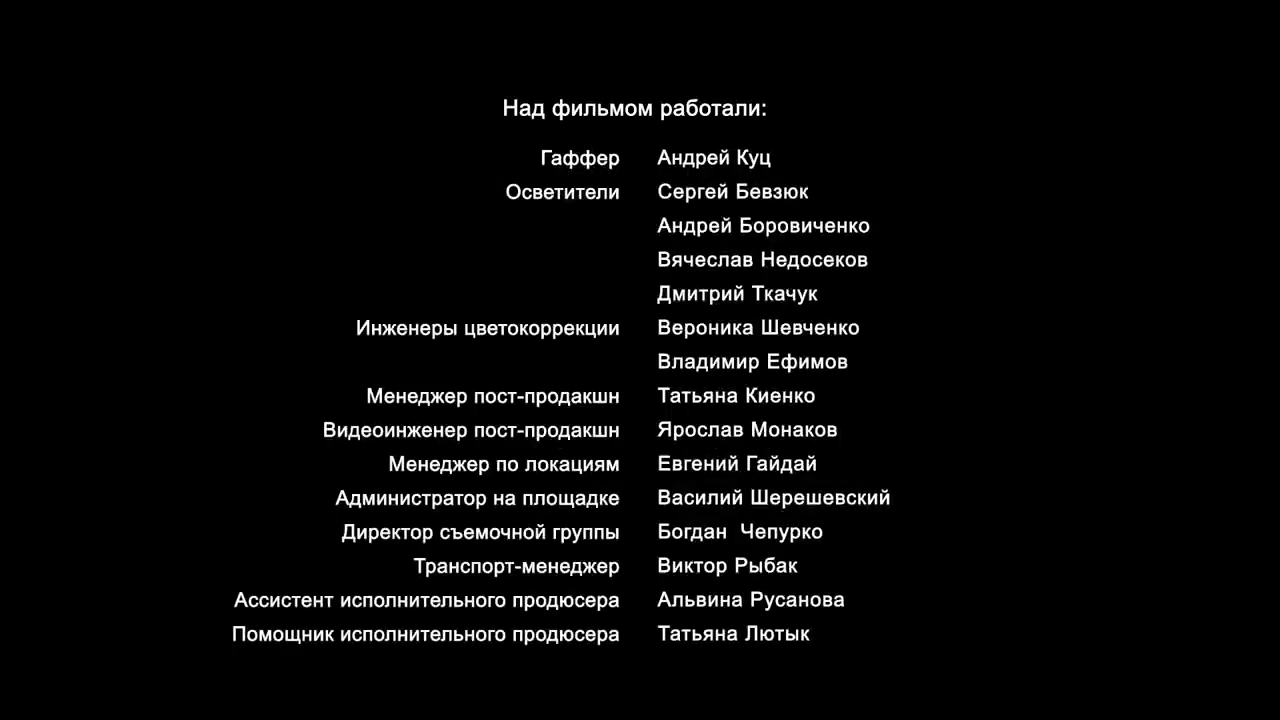 Над фильмом работали:
Гаффер Андрей Куц
Осветители Сергей Бевзюк
Андрей Боровиченко
Вячеслав Недосеков
Дмитрий Ткачук
Инженеры цветокоррекции Вероника Шевченко
Владимир Ефимов
Менеджер пост-продакшн Татьяна Киенко
Видеоинженер пост-продакшн Ярослав Монаков
Менеджер по локациям Евгений Гайдай
Администратор на площадке Василий Шерешевский
Директор съемочной группы Богдан  Чепурко
Транспорт-менеджер Виктор Рыбак
Ассистент исполнительного продюсера Альвина Русанова
Помощник исполнительного продюсера Татьяна Лютык